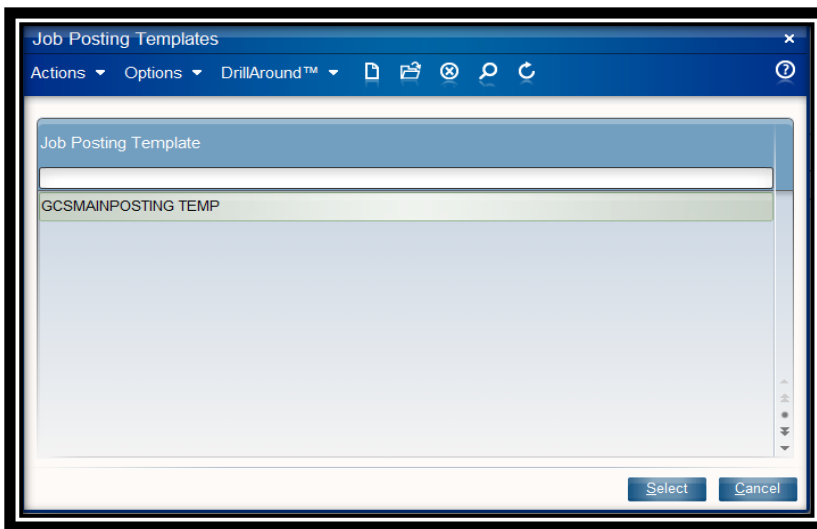 Job Posting Templates
Actions Options DrillAround™
Job Posting Template
GCSMAINPOSTING TEMP
Select Cancel